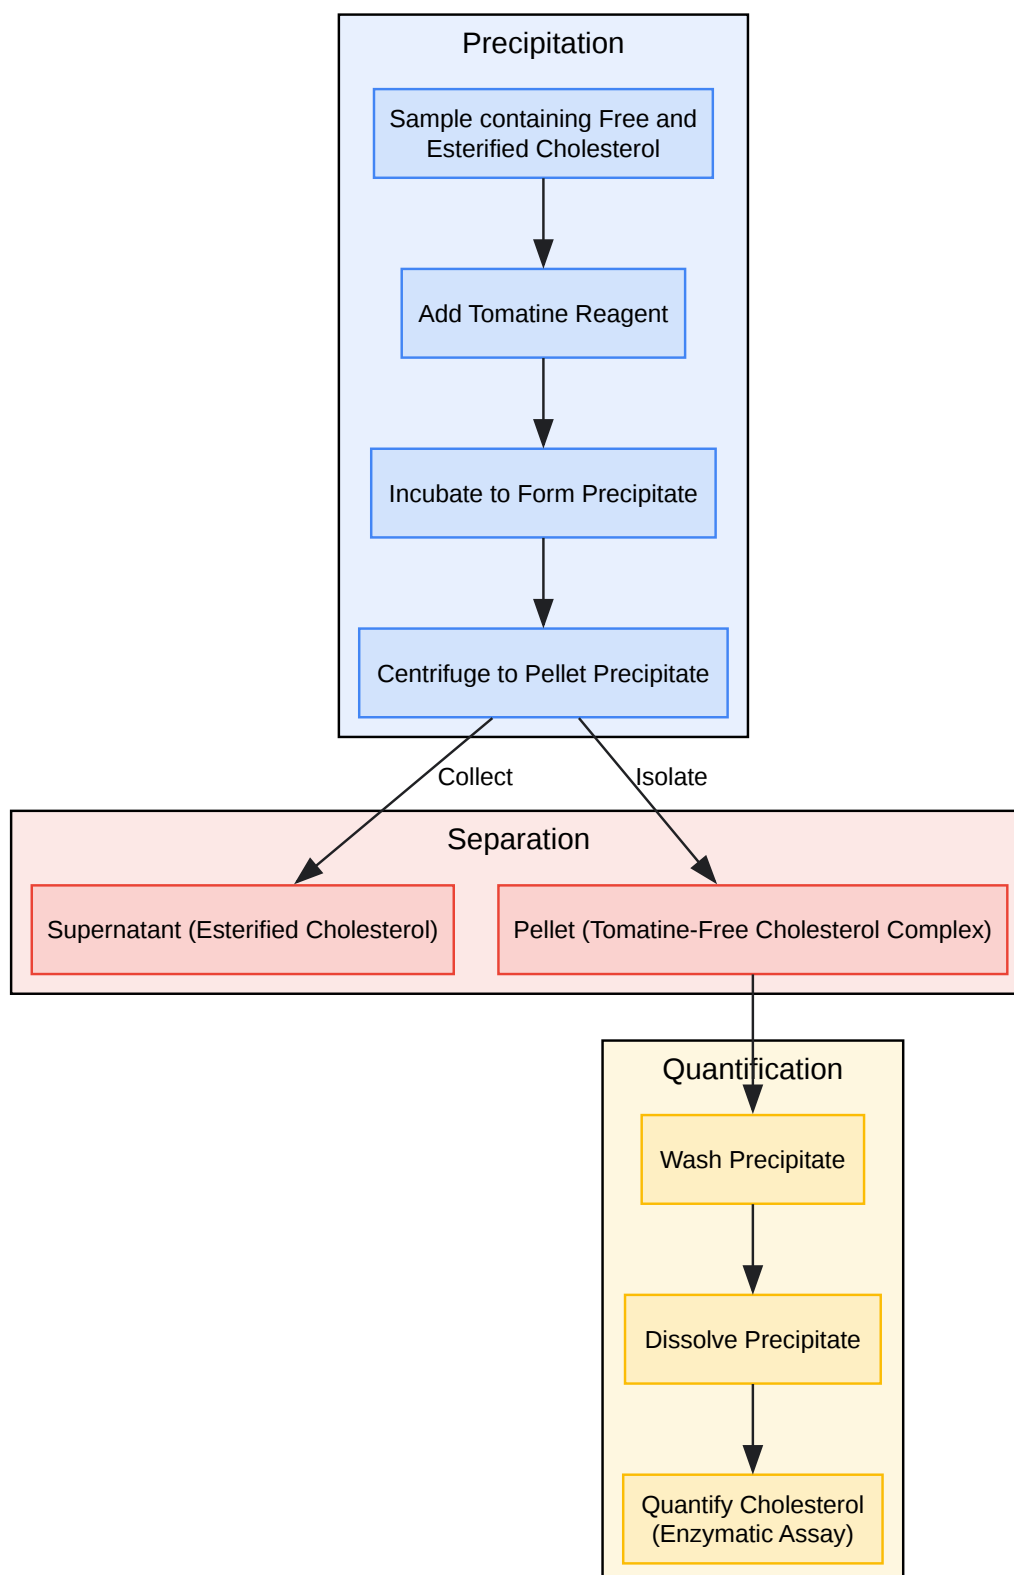 Precipitation
Sample containing Free and
Esterified Cholesterol
Add Tomatine Reagent
Incubate to Form Precipitate
Centrifuge to Pellet Precipitate
Collect
Isolate
Separation
Supernatant (Esterified Cholesterol)
Pellet (Tomatine-Free Cholesterol Complex)
Quantification
Wash Precipitate
Dissolve Precipitate
Quantify Cholesterol
(Enzymatic Assay)